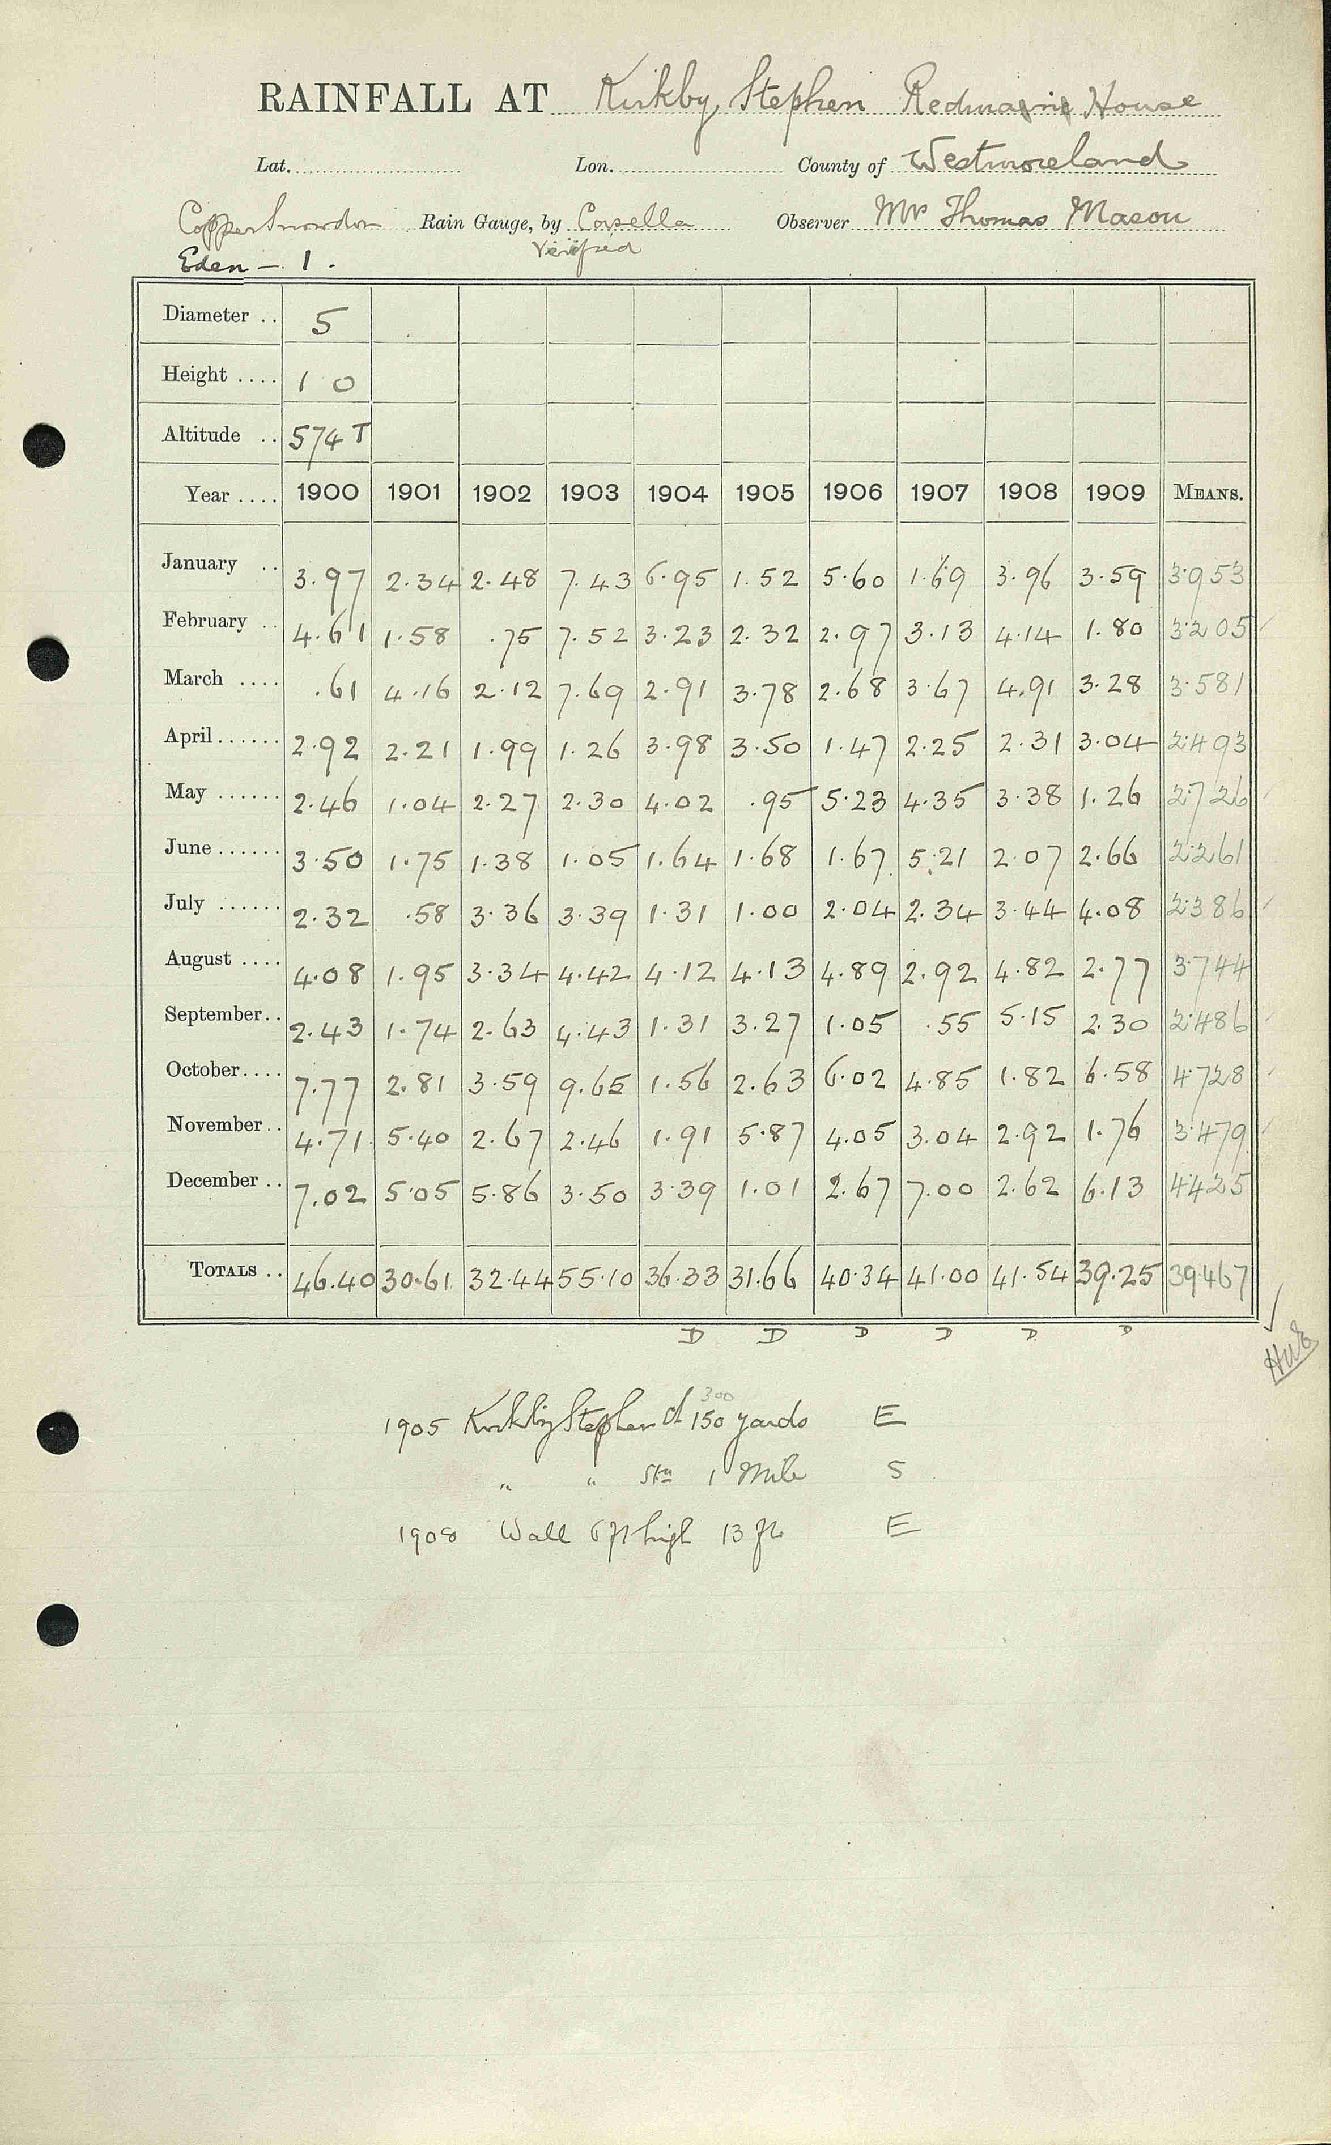 RAINFALL AT Kirkby Stephen Redmayne House
Lat. Lon. County of Westmoreland
Copper Snowdon Rain Gauge, by Casella Observer Mr Thomas Mason
Eden - 1. Verified
Diameter .. 5
Height .... 1 0
Altitude .. 574 T
Year .... 1900 1901 1902 1903 1904 1905 1906 1907 1908 1909 MEANS.
January .. 3.97 2.34 2.48 7.43 6.95 1.52 5.60 1.69 3.96 3.59 3.953
February .. 4.61 1.58 .75 7.52 3.23 2.32 2.97 3.13 4.14 1.80 3.205
March .... .61 4.16 2.12 7.69 2.91 3.78 2.68 3.67 4.91 3.28 3.581
April ...... 2.92 2.21 1.99 1.26 3.98 3.50 1.47 2.25 2.31 3.04 2.493
May ...... 2.46 1.04 2.27 2.30 4.02 .95 5.23 4.35 3.38 1.26 2.726
June ...... 3.50 1.75 1.38 1.05 1.64 1.68 1.67 5.21 2.07 2.66 2.261
July ...... 2.32 .58 3.36 3.39 1.31 1.00 2.04 2.34 3.44 4.08 2.386
August .... 4.08 1.95 3.34 4.42 4.12 4.13 4.89 2.92 4.82 2.77 3.744
September .. 2.43 1.74 2.63 4.43 1.31 3.27 1.05 .55 5.15 2.30 2.486
October .... 7.77 2.81 3.59 9.65 1.56 2.63 6.02 4.85 1.82 6.58 4.728
November .. 4.71 5.40 2.67 2.46 1.91 5.87 4.05 3.04 2.92 1.76 3.479
December .. 7.02 5.05 5.86 3.50 3.39 1.01 2.67 7.00 2.62 6.13 4.425
TOTALS .. 46.40 30.61 32.44 55.10 36.33 31.66 40.34 41.00 41.54 39.25 39.467
D D D D D D
300
1905 Kirkby Stephen 150 yards E
" " Sta 1 Mile S
1908 Wall 6 ft high 13 ft E